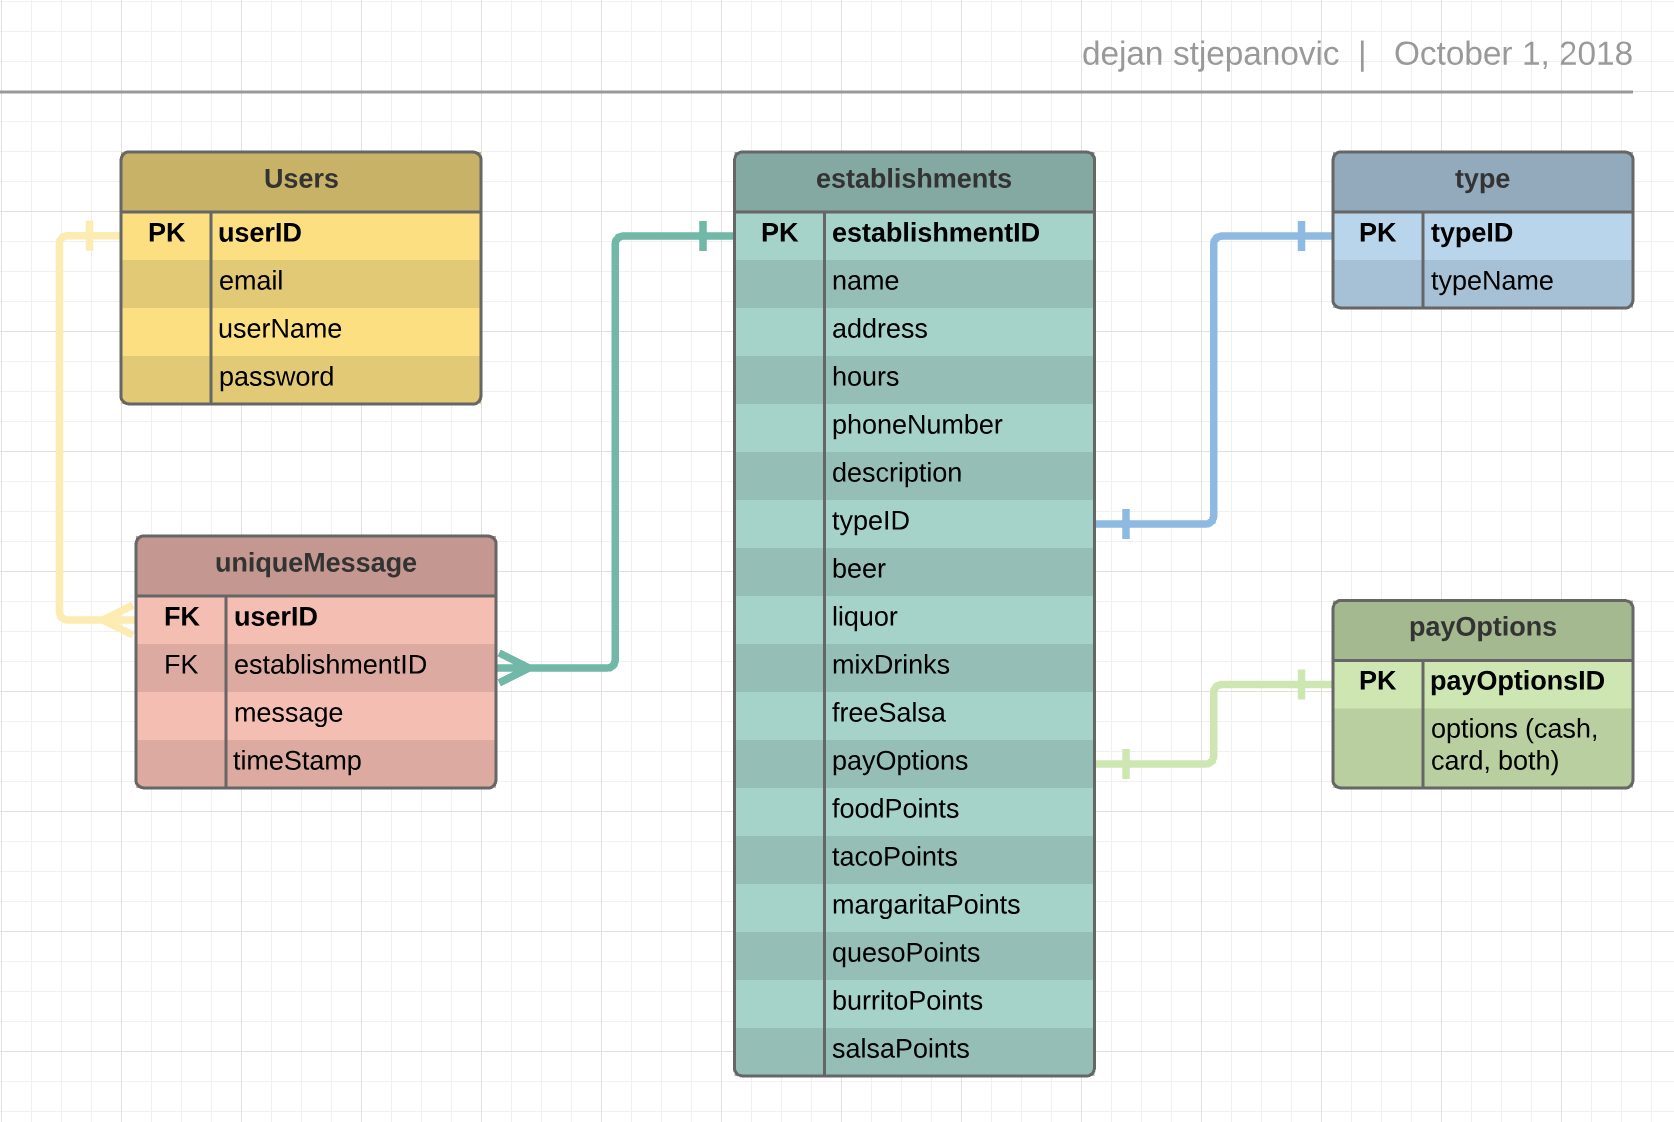 dejan stjepanovic | October 1, 2018
Users
PK userID
email
userName
password
uniqueMessage
FK userID
FK establishmentID
message
timeStamp
establishments
PK establishmentID
name
address
hours
phoneNumber
description
typeID
beer
liquor
mixDrinks
freeSalsa
payOptions
foodPoints
tacoPoints
margaritaPoints
quesoPoints
burritoPoints
salsaPoints
type
PK typeID
typeName
payOptions
PK payOptionsID
options (cash,
card, both)